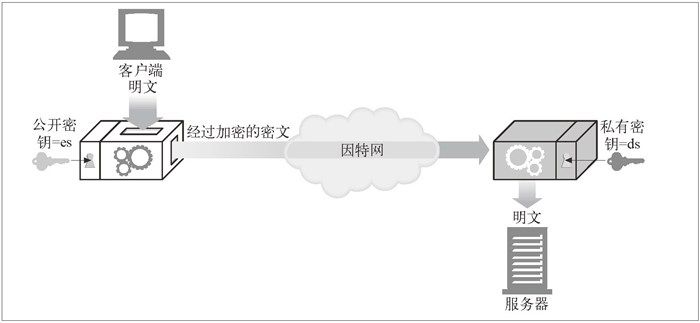 客户端
明文
公开密
钥=es
经过加密的密文
因特网
私有密
钥=ds
明文
服务器